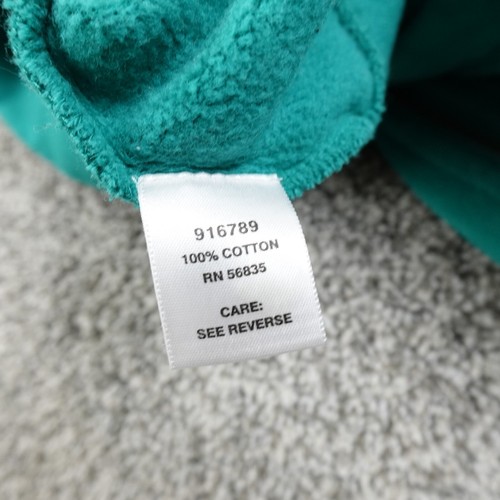 916789
100% COTTON
RN 56835
CARE:
SEE REVERSE